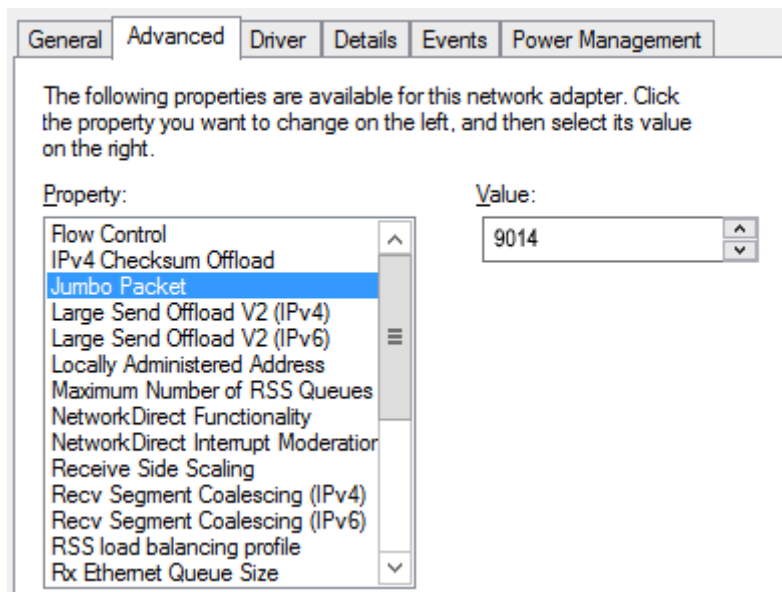 General Advanced Driver Details Events Power Management
The following properties are available for this network adapter. Click
the property you want to change on the left, and then select its value
on the right.
Property: Value:
9014
Flow Control
IPv4 Checksum Offload
Jumbo Packet
Large Send Offload V2 (IPv4)
Large Send Offload V2 (IPv6)
Locally Administered Address
Maximum Number of RSS Queues
NetworkDirect Functionality
NetworkDirect Interrupt Moderation
Receive Side Scaling
Recv Segment Coalescing (IPv4)
Recv Segment Coalescing (IPv6)
RSS load balancing profile
Rx Ethernet Queue Size